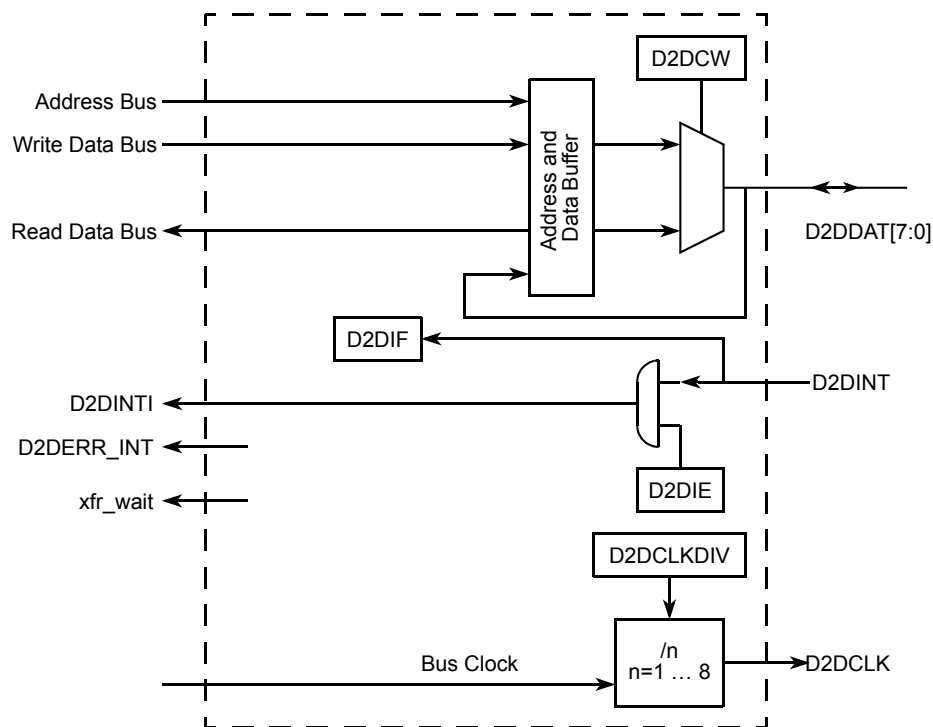 D2DCW
Address Bus
Write Data Bus
Address and
Data Buffer
Read Data Bus
D2DDAT[7:0]
D2DIF
D2DINT
D2DINTI
D2DERR_INT
D2DIE
xfr_wait
D2DCLKDIV
/n
n=1 … 8
Bus Clock
D2DCLK